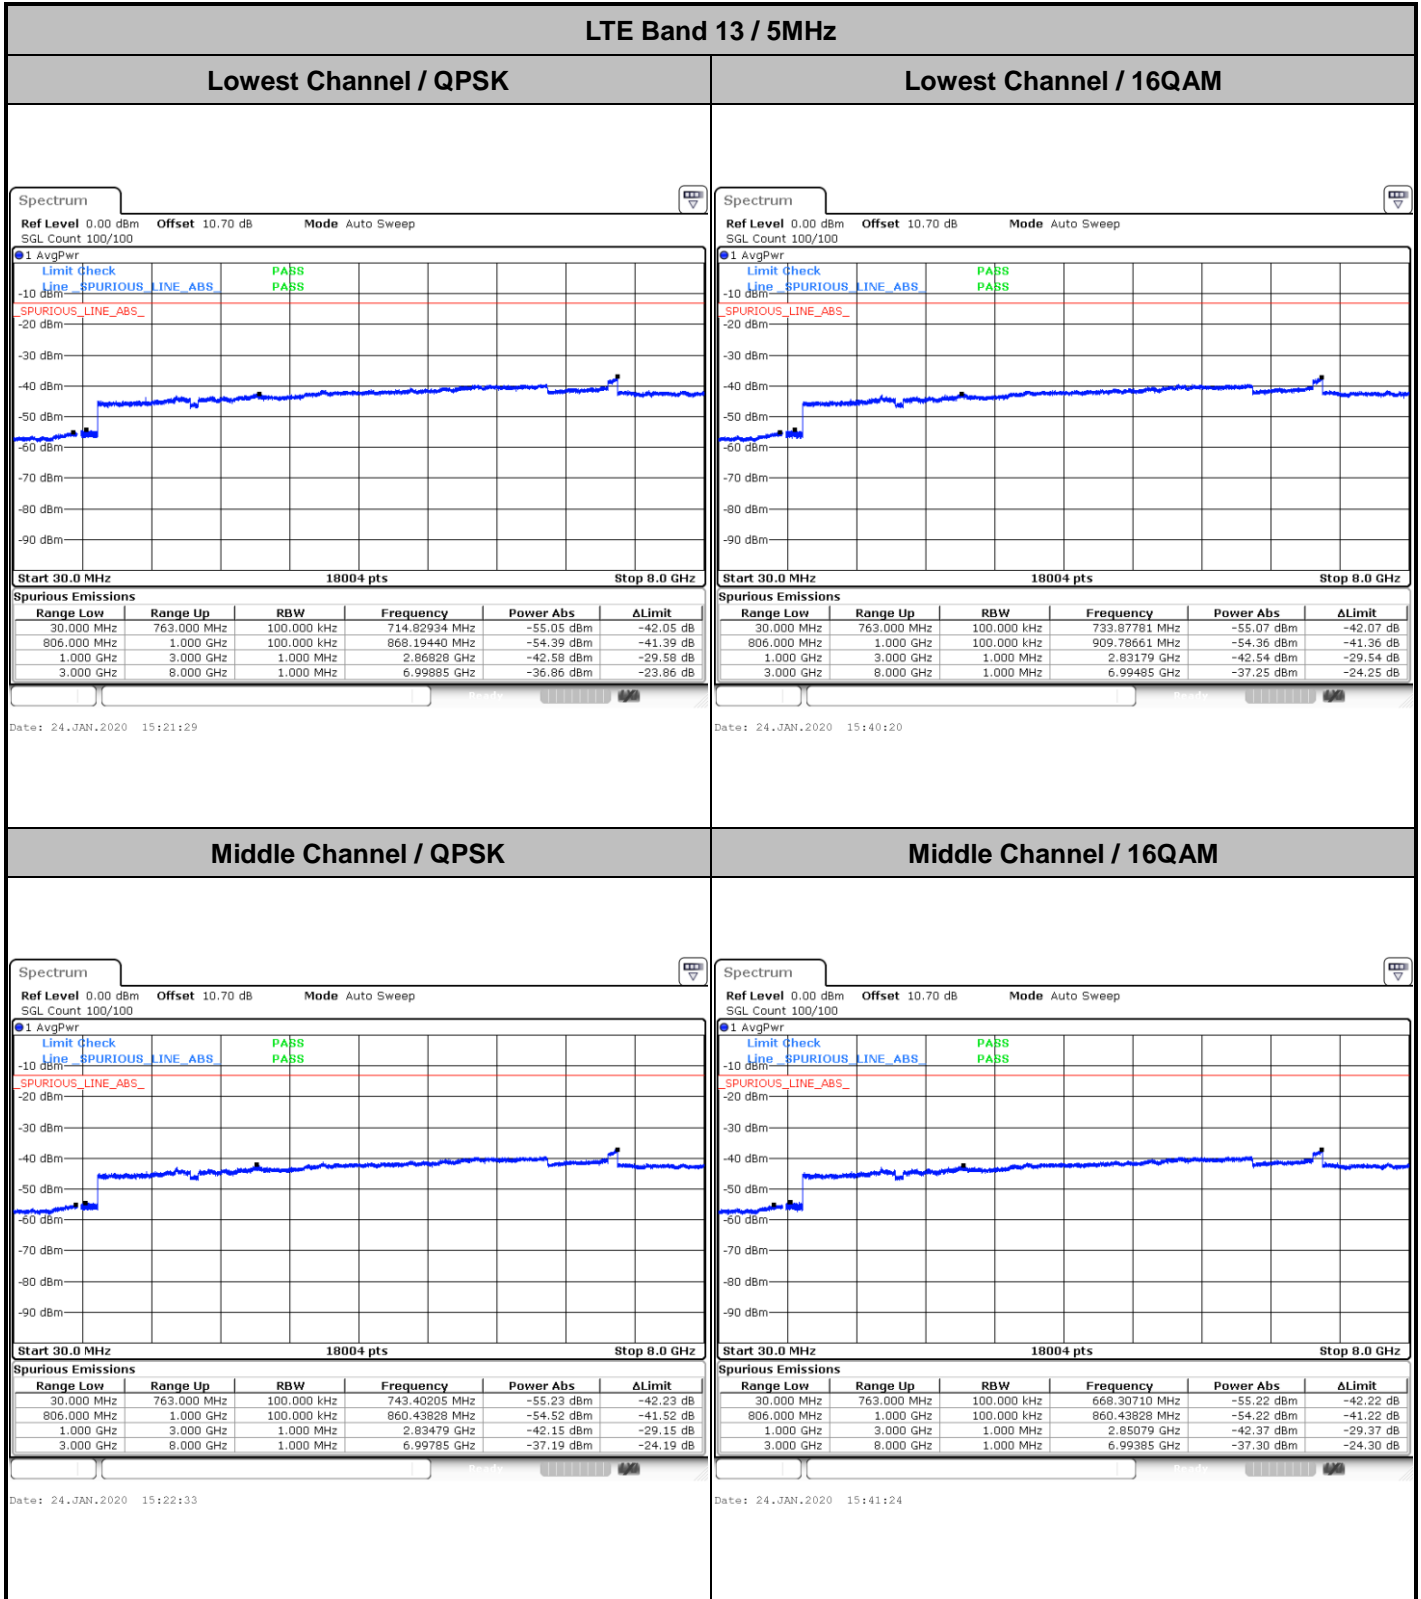 LTE Band 13 / 5MHz
Lowest Channel / QPSK
Lowest Channel / 16QAM
Spectrum
Ref Level 0.00 dBm Offset 10.70 dB Mode Auto Sweep
SGL Count 100/100
1 AvgPwr
Limit Check PASS
Line _SPURIOUS_LINE_ABS_ PASS
-10 dBm
_SPURIOUS_LINE_ABS_
-20 dBm
-30 dBm
-40 dBm
-50 dBm
-60 dBm
-70 dBm
-80 dBm
-90 dBm
Start 30.0 MHz 18004 pts Stop 8.0 GHz
Spurious Emissions
Range Low Range Up RBW Frequency Power Abs ΔLimit
30.000 MHz 763.000 MHz 100.000 kHz 714.82934 MHz -55.05 dBm -42.05 dB
806.000 MHz 1.000 GHz 100.000 kHz 868.19440 MHz -54.39 dBm -41.39 dB
1.000 GHz 3.000 GHz 1.000 MHz 2.86828 GHz -42.58 dBm -29.58 dB
3.000 GHz 8.000 GHz 1.000 MHz 6.99885 GHz -36.86 dBm -23.86 dB
Ready
Date: 24.JAN.2020 15:21:29
Spectrum
Ref Level 0.00 dBm Offset 10.70 dB Mode Auto Sweep
SGL Count 100/100
1 AvgPwr
Limit Check PASS
Line _SPURIOUS_LINE_ABS_ PASS
-10 dBm
_SPURIOUS_LINE_ABS_
-20 dBm
-30 dBm
-40 dBm
-50 dBm
-60 dBm
-70 dBm
-80 dBm
-90 dBm
Start 30.0 MHz 18004 pts Stop 8.0 GHz
Spurious Emissions
Range Low Range Up RBW Frequency Power Abs ΔLimit
30.000 MHz 763.000 MHz 100.000 kHz 733.87781 MHz -55.07 dBm -42.07 dB
806.000 MHz 1.000 GHz 100.000 kHz 909.78661 MHz -54.36 dBm -41.36 dB
1.000 GHz 3.000 GHz 1.000 MHz 2.83179 GHz -42.54 dBm -29.54 dB
3.000 GHz 8.000 GHz 1.000 MHz 6.99485 GHz -37.25 dBm -24.25 dB
Ready
Date: 24.JAN.2020 15:40:20
Middle Channel / QPSK
Middle Channel / 16QAM
Spectrum
Ref Level 0.00 dBm Offset 10.70 dB Mode Auto Sweep
SGL Count 100/100
1 AvgPwr
Limit Check PASS
Line _SPURIOUS_LINE_ABS_ PASS
-10 dBm
_SPURIOUS_LINE_ABS_
-20 dBm
-30 dBm
-40 dBm
-50 dBm
-60 dBm
-70 dBm
-80 dBm
-90 dBm
Start 30.0 MHz 18004 pts Stop 8.0 GHz
Spurious Emissions
Range Low Range Up RBW Frequency Power Abs ΔLimit
30.000 MHz 763.000 MHz 100.000 kHz 743.40205 MHz -55.23 dBm -42.23 dB
806.000 MHz 1.000 GHz 100.000 kHz 860.43828 MHz -54.52 dBm -41.52 dB
1.000 GHz 3.000 GHz 1.000 MHz 2.83479 GHz -42.15 dBm -29.15 dB
3.000 GHz 8.000 GHz 1.000 MHz 6.99785 GHz -37.19 dBm -24.19 dB
Ready
Date: 24.JAN.2020 15:22:33
Spectrum
Ref Level 0.00 dBm Offset 10.70 dB Mode Auto Sweep
SGL Count 100/100
1 AvgPwr
Limit Check PASS
Line _SPURIOUS_LINE_ABS_ PASS
-10 dBm
_SPURIOUS_LINE_ABS_
-20 dBm
-30 dBm
-40 dBm
-50 dBm
-60 dBm
-70 dBm
-80 dBm
-90 dBm
Start 30.0 MHz 18004 pts Stop 8.0 GHz
Spurious Emissions
Range Low Range Up RBW Frequency Power Abs ΔLimit
30.000 MHz 763.000 MHz 100.000 kHz 668.30710 MHz -55.22 dBm -42.22 dB
806.000 MHz 1.000 GHz 100.000 kHz 860.43828 MHz -54.22 dBm -41.22 dB
1.000 GHz 3.000 GHz 1.000 MHz 2.85079 GHz -42.37 dBm -29.37 dB
3.000 GHz 8.000 GHz 1.000 MHz 6.99385 GHz -37.30 dBm -24.30 dB
Ready
Date: 24.JAN.2020 15:41:24